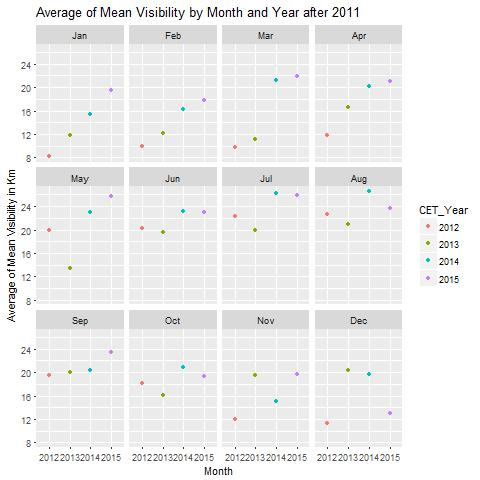 Average of Mean Visibility by Month and Year after 2011
Jan Feb Mar Apr
24
20
16
12
8
May Jun Jul Aug
24
20
16
12
8
Sep Oct Nov Dec
24
20
16
12
8
2012 2013 2014 2015 2012 2013 2014 2015 2012 2013 2014 2015 2012 2013 2014 2015
Month
Average of Mean Visibility in Km
CET_Year
2012
2013
2014
2015